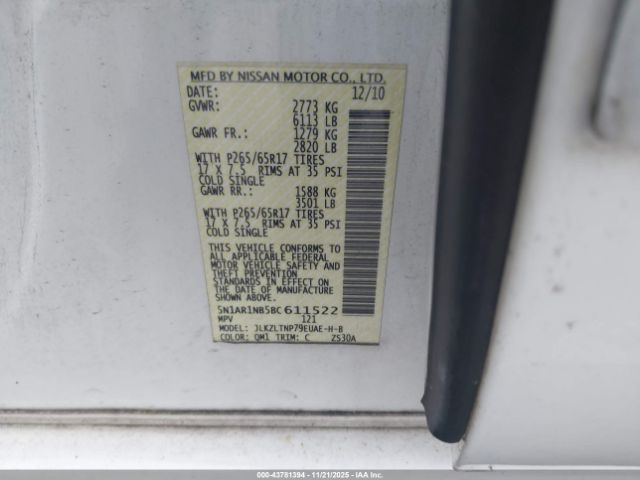 MFD BY NISSAN MOTOR CO., LTD.
DATE: 12/10
GVWR: 2773 KG
6113 LB
GAWR FR.: 1279 KG
2820 LB
WITH P265/65R17 TIRES
17 X 7.5 RIMS AT 35 PSI
COLD SINGLE
GAWR RR.: 1588 KG
3501 LB
WITH P265/65R17 TIRES
17 X 7.5 RIMS AT 35 PSI
COLD SINGLE
THIS VEHICLE CONFORMS TO
ALL APPLICABLE FEDERAL
MOTOR VEHICLE SAFETY AND
THEFT PREVENTION
STANDARDS IN EFFECT ON
THE DATE OF MANUFACTURE
SHOWN ABOVE.
5N1AR1NB5BC611522
MPV 121
MODEL: JLKZLTNP79EUAE-H-B
COLOR: QM1 TRIM: C ZS30A
000-43781394 - 11/21/2025 - IAA Inc.